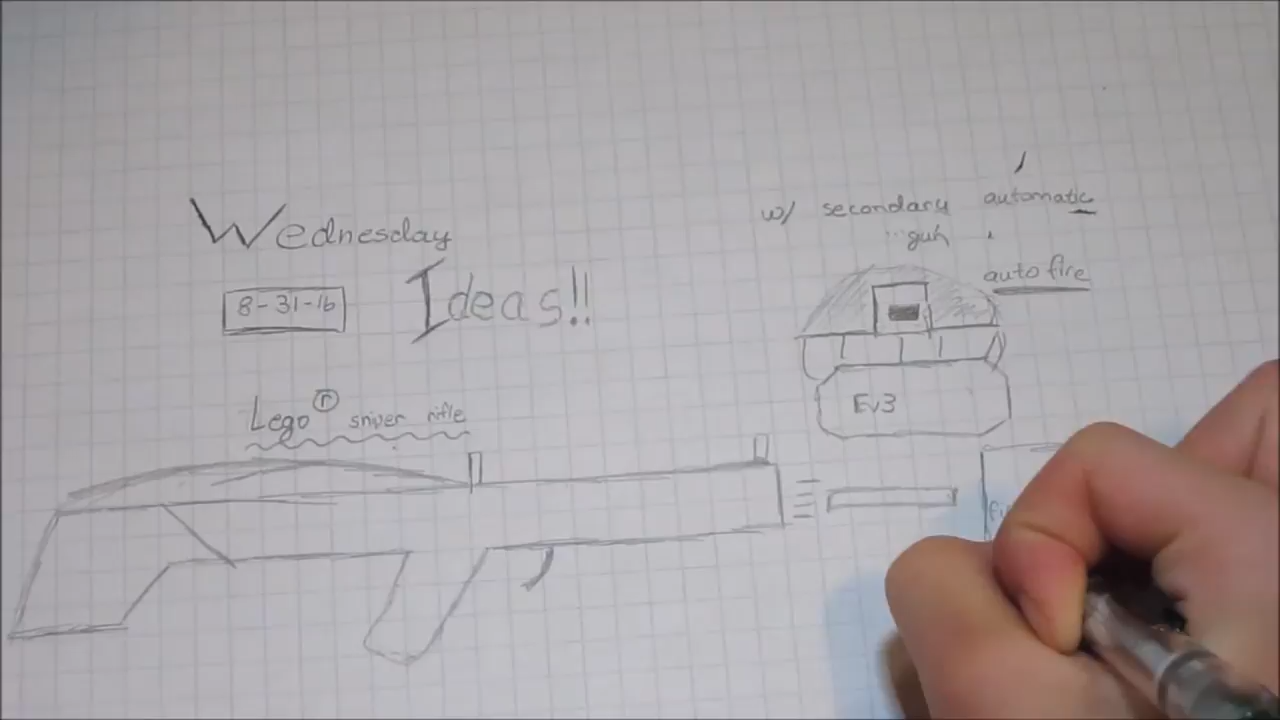 Wednesday
8-31-16
Ideas!!
w/ secondary automatic
gun
auto fire
Lego® sniper rifle
Ev3